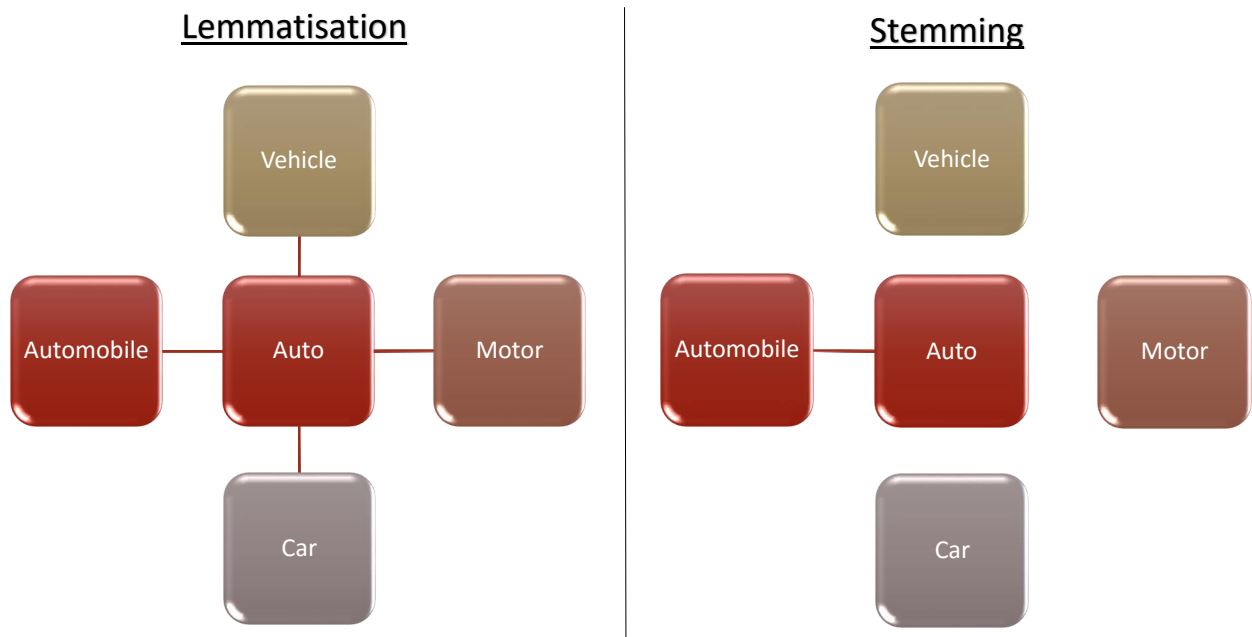 Lemmatisation
Vehicle
Automobile
Auto
Motor
Car
Stemming
Vehicle
Automobile
Auto
Motor
Car